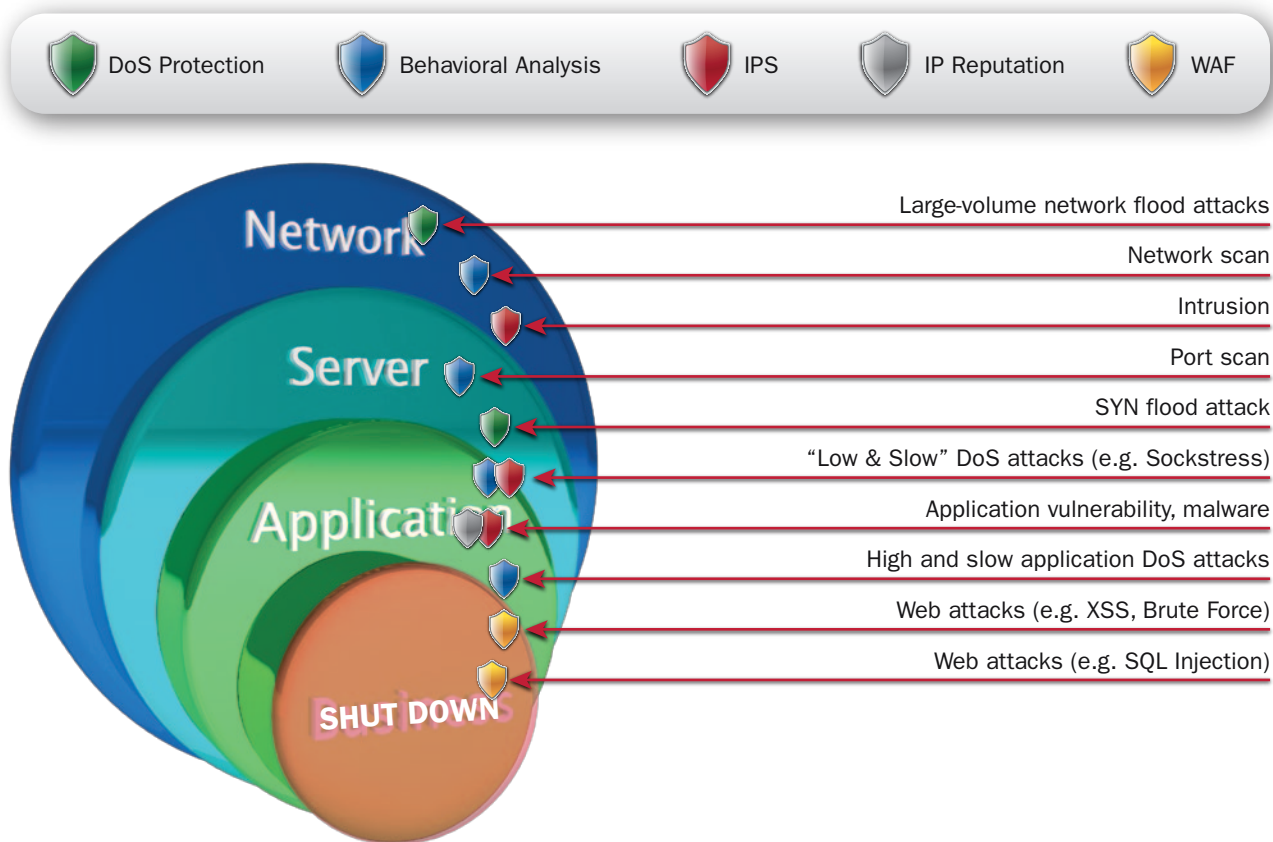 DoS Protection
Behavioral Analysis
IPS
IP Reputation
WAF
Network
Large-volume network flood attacks
Network scan
Intrusion
Server
Port scan
SYN flood attack
“Low & Slow” DoS attacks (e.g. Sockstress)
Application
Application vulnerability, malware
High and slow application DoS attacks
Web attacks (e.g. XSS, Brute Force)
Web attacks (e.g. SQL Injection)
Business
SHUT DOWN